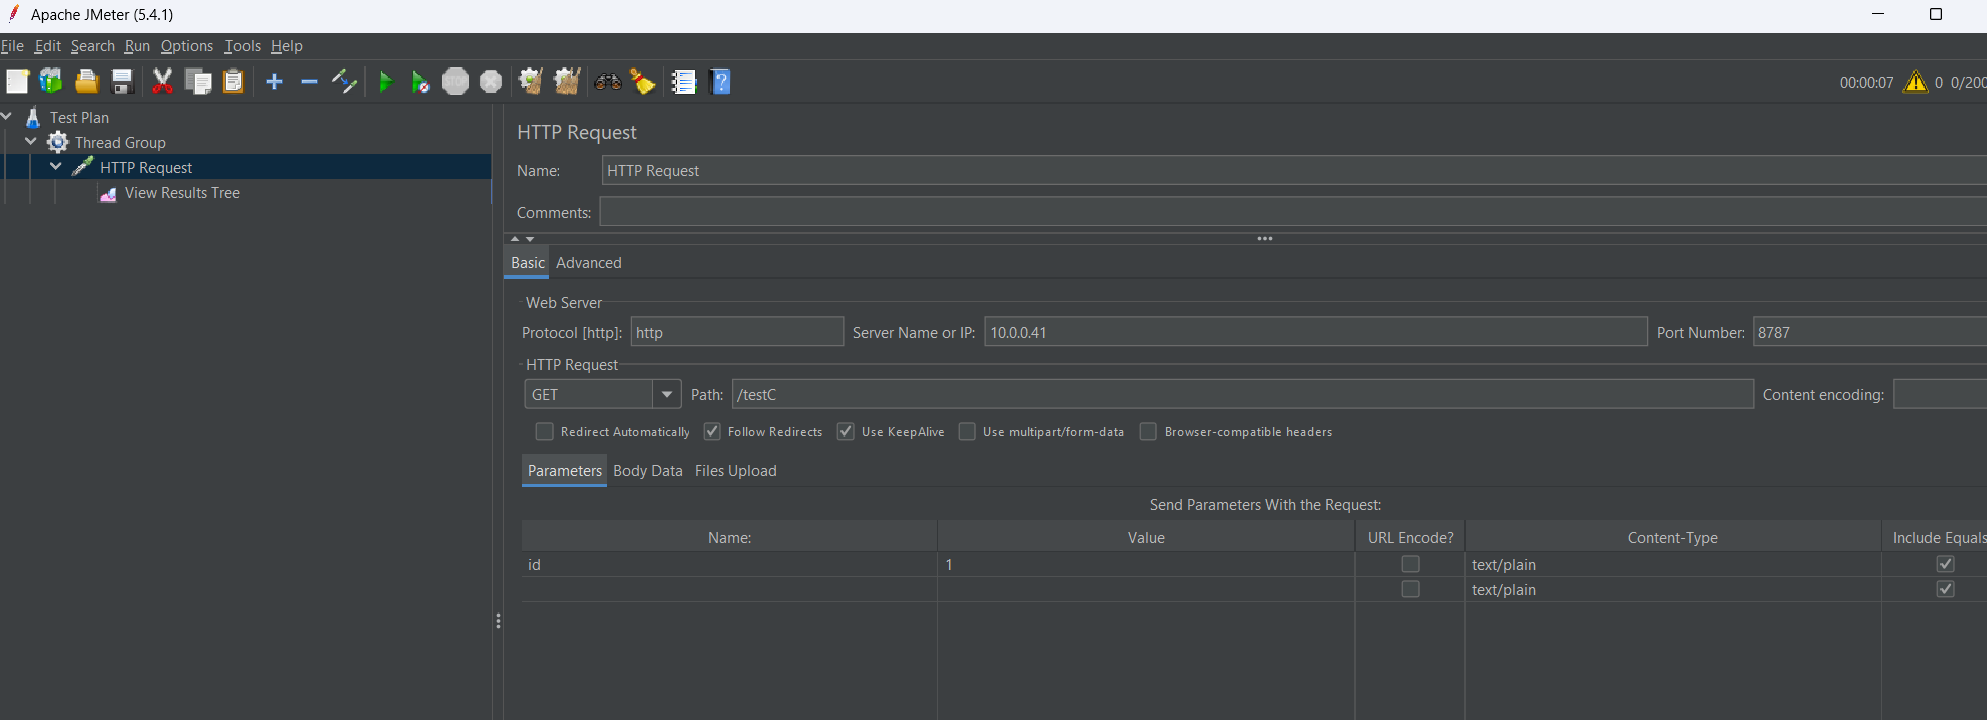 Apache JMeter (5.4.1)
File Edit Search Run Options Tools Help
STOP
00:00:07 0 0/200
Test Plan
Thread Group
HTTP Request
View Results Tree
HTTP Request
Name: HTTP Request
Comments:
Basic Advanced
Web Server
Protocol [http]: http Server Name or IP: 10.0.0.41 Port Number: 8787
HTTP Request
GET Path: /testC Content encoding:
Redirect Automatically Follow Redirects Use KeepAlive Use multipart/form-data Browser-compatible headers
Parameters Body Data Files Upload
Send Parameters With the Request:
Name: Value URL Encode? Content-Type Include Equals
id 1 text/plain
text/plain